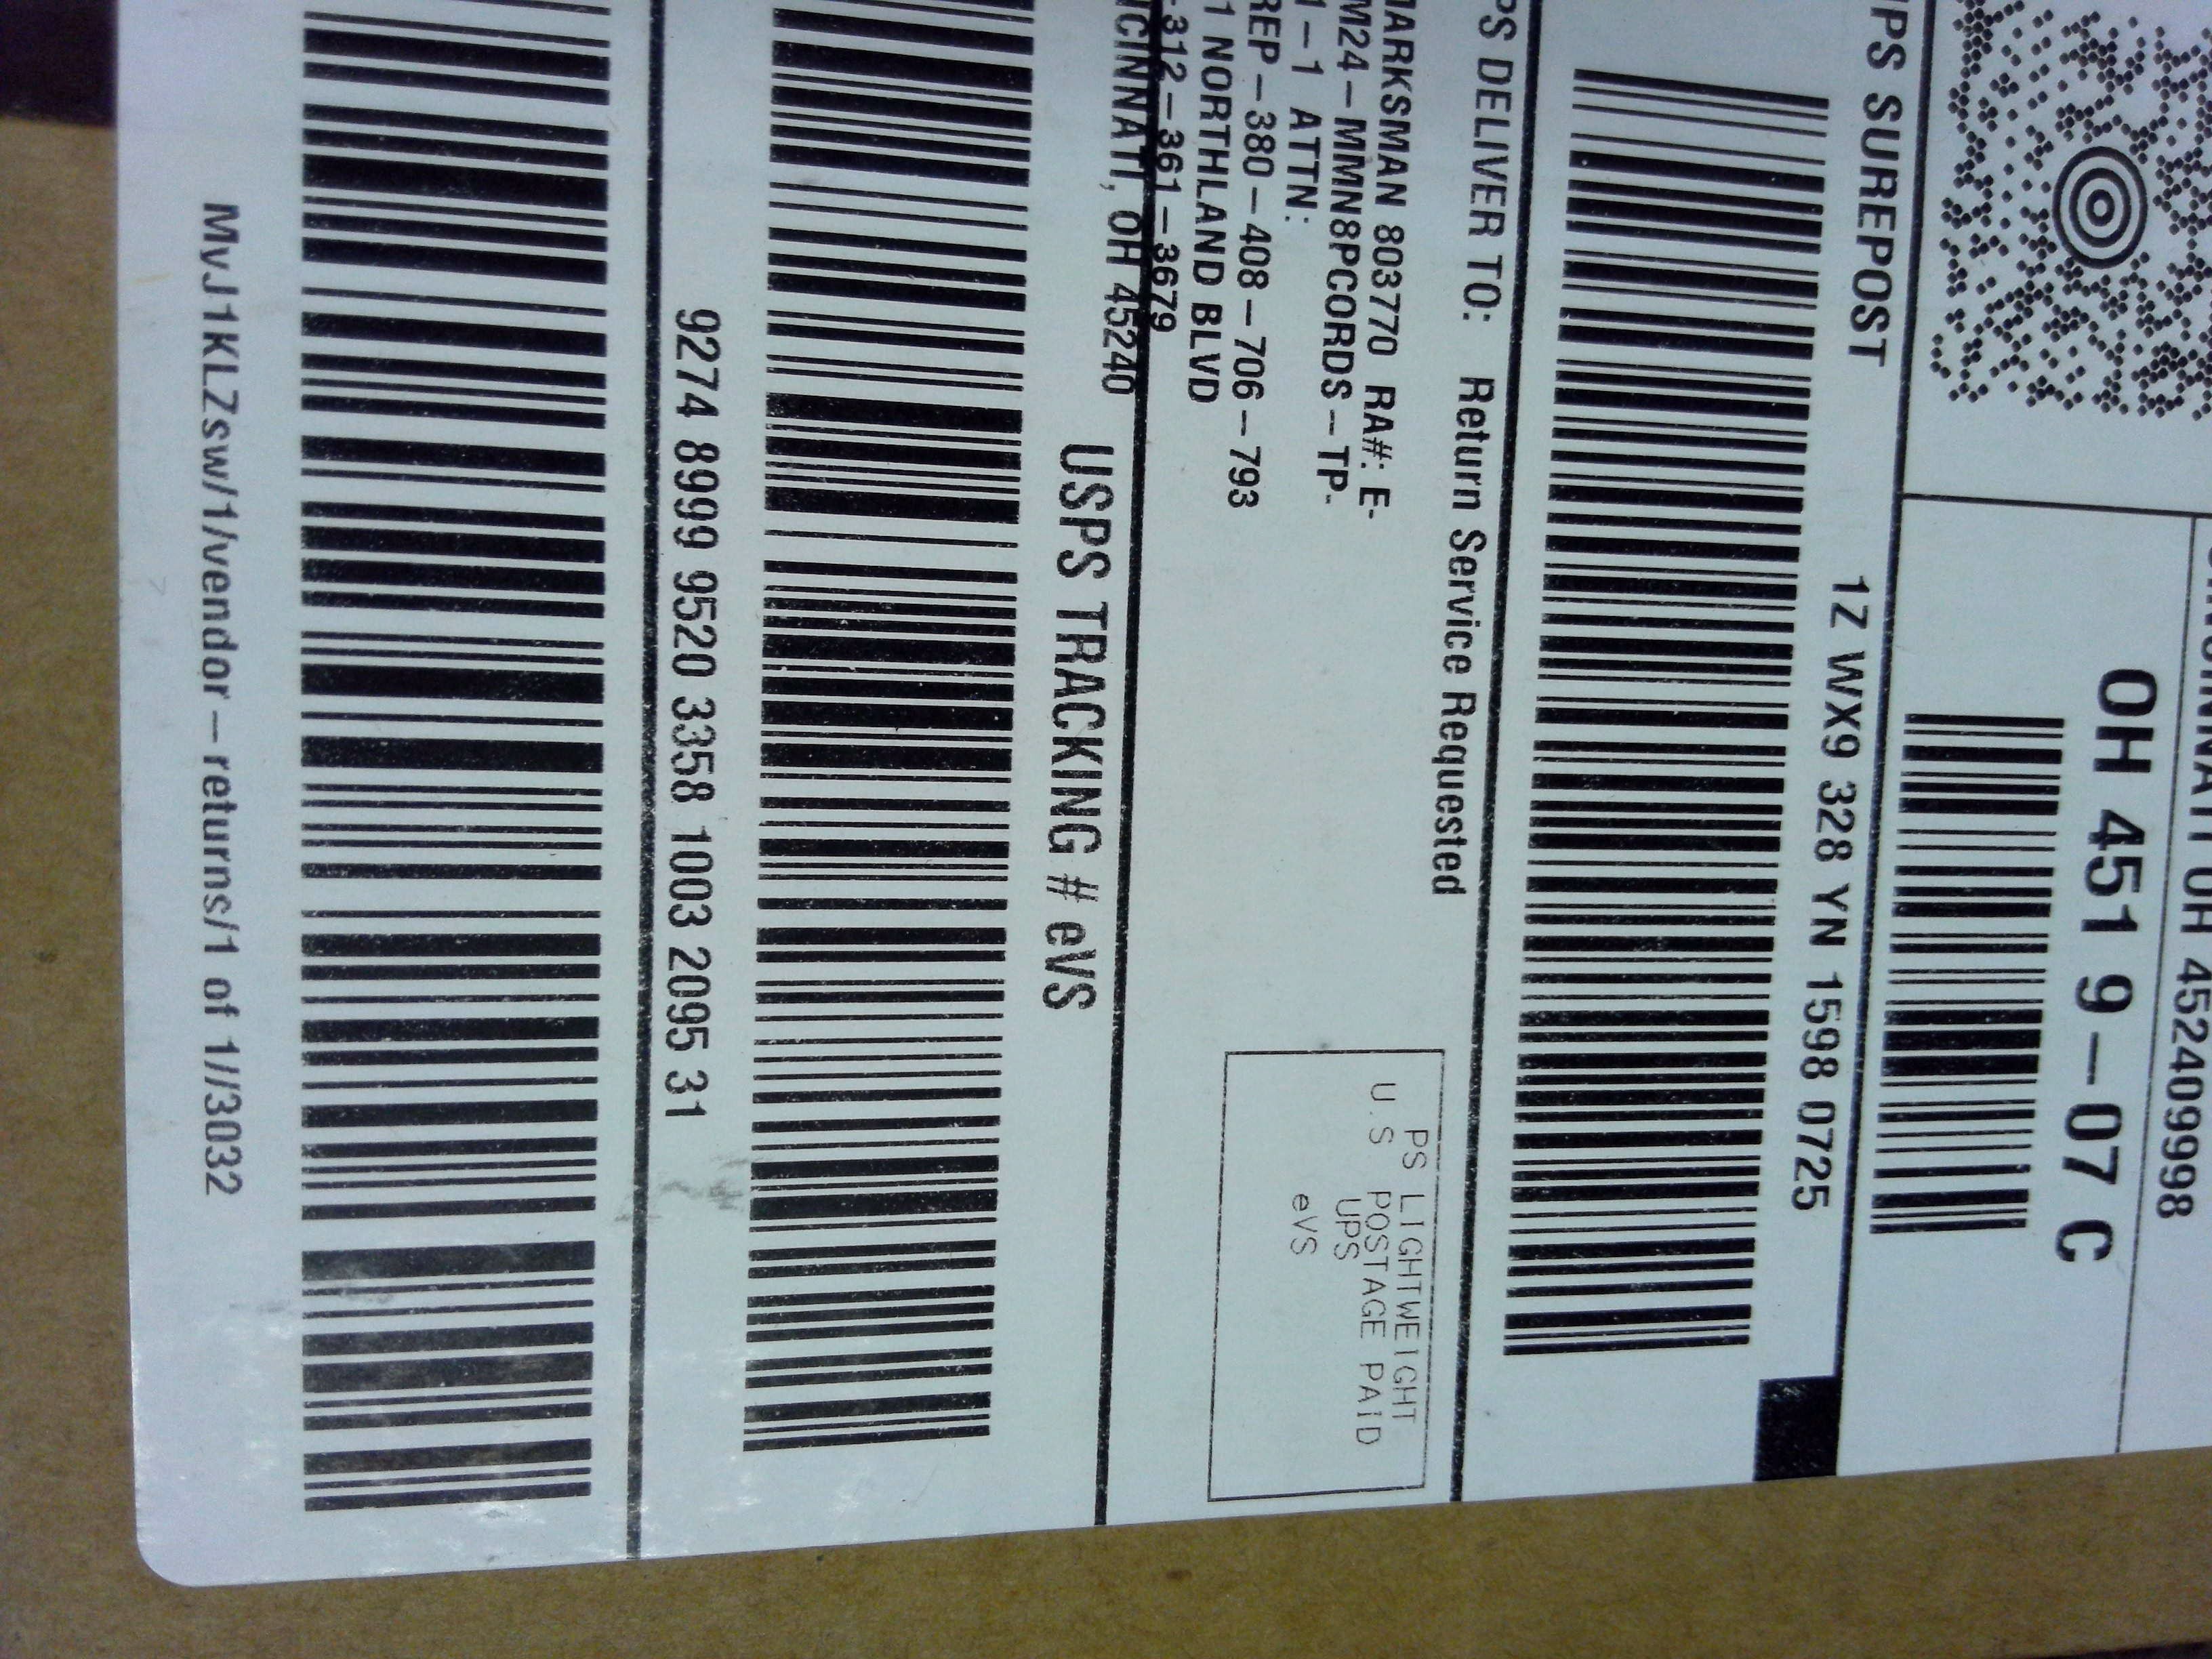 CINCINNATI OH 452409998
OH 451 9-07 C
UPS SUREPOST
1Z WX9 328 YN 1598 0725
USPS DELIVER TO:
Return Service Requested
MARKSMAN 803770 RA#: E-
M24-MMN8PCORDS-TP-
1-1 ATTN:
REP-380-408-706-793
1 NORTHLAND BLVD
-312-361-3679
CINCINNATI, OH 45240
PS LIGHTWEIGHT
U.S POSTAGE PAID
UPS
eVS
USPS TRACKING # eVS
9274 8999 9520 3358 1003 2095 31
MvJ1KLZsw/1/vendor-returns/1 of 1//3032